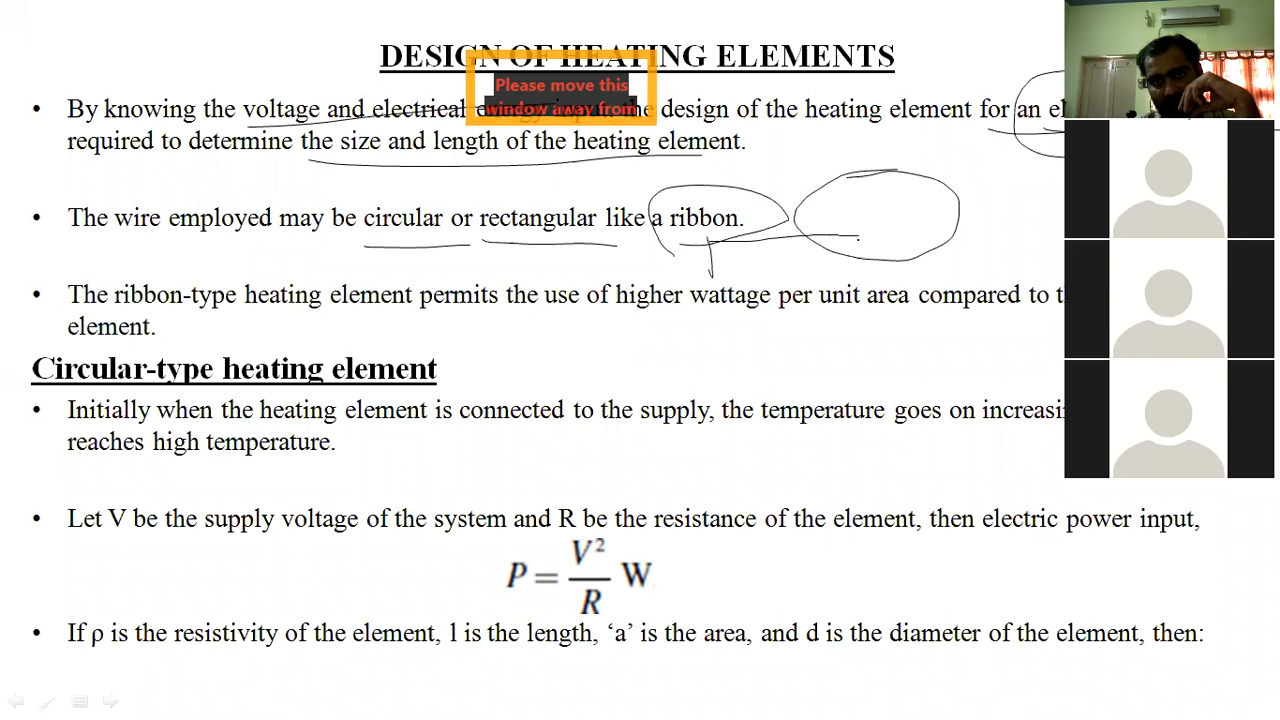 DESIGN OF HEATING ELEMENTS
Please move this
window away from
• By knowing the voltage and electrical the design of the heating element for an
required to determine the size and length of the heating element.
• The wire employed may be circular or rectangular like a ribbon.
• The ribbon-type heating element permits the use of higher wattage per unit area compared to
element.
Circular-type heating element
• Initially when the heating element is connected to the supply, the temperature goes on
reaches high temperature.
• Let V be the supply voltage of the system and R be the resistance of the element, then electric power input,
P = V² / R W
• If ρ is the resistivity of the element, l is the length, ‘a’ is the area, and d is the diameter of the element, then: